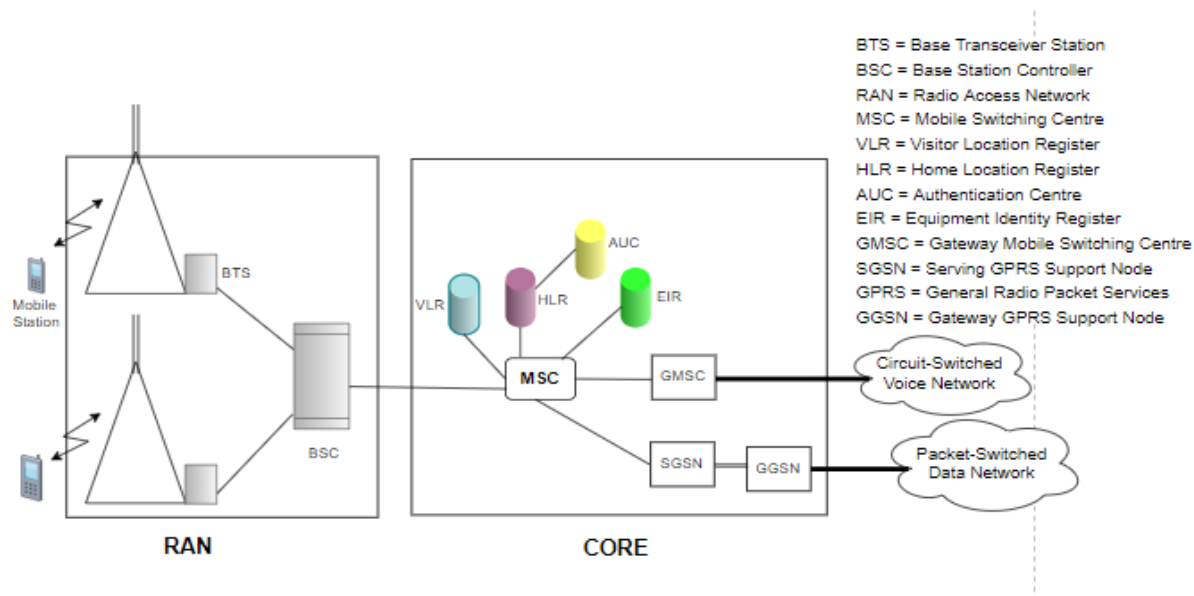 BTS = Base Transceiver Station
BSC = Base Station Controller
RAN = Radio Access Network
MSC = Mobile Switching Centre
VLR = Visitor Location Register
HLR = Home Location Register
AUC = Authentication Centre
EIR = Equipment Identity Register
GMSC = Gateway Mobile Switching Centre
SGSN = Serving GPRS Support Node
GPRS = General Radio Packet Services
GGSN = Gateway GPRS Support Node
Mobile
Station
BTS
BSC
RAN
VLR
HLR
AUC
EIR
MSC
GMSC
SGSN
GGSN
CORE
Circuit-Switched
Voice Network
Packet-Switched
Data Network